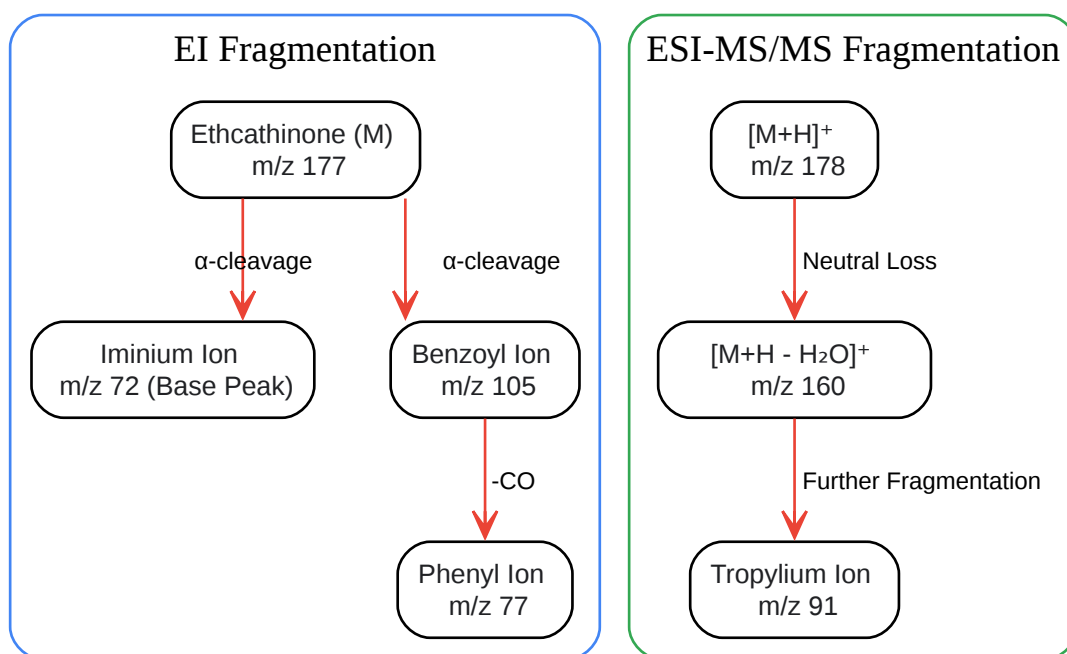 EI Fragmentation
Ethcathinone (M)
m/z 177
α-cleavage
α-cleavage
Iminium Ion
m/z 72 (Base Peak)
Benzoyl Ion
m/z 105
-CO
Phenyl Ion
m/z 77
ESI-MS/MS Fragmentation
[M+H]⁺
m/z 178
Neutral Loss
[M+H - H₂O]⁺
m/z 160
Further Fragmentation
Tropylium Ion
m/z 91